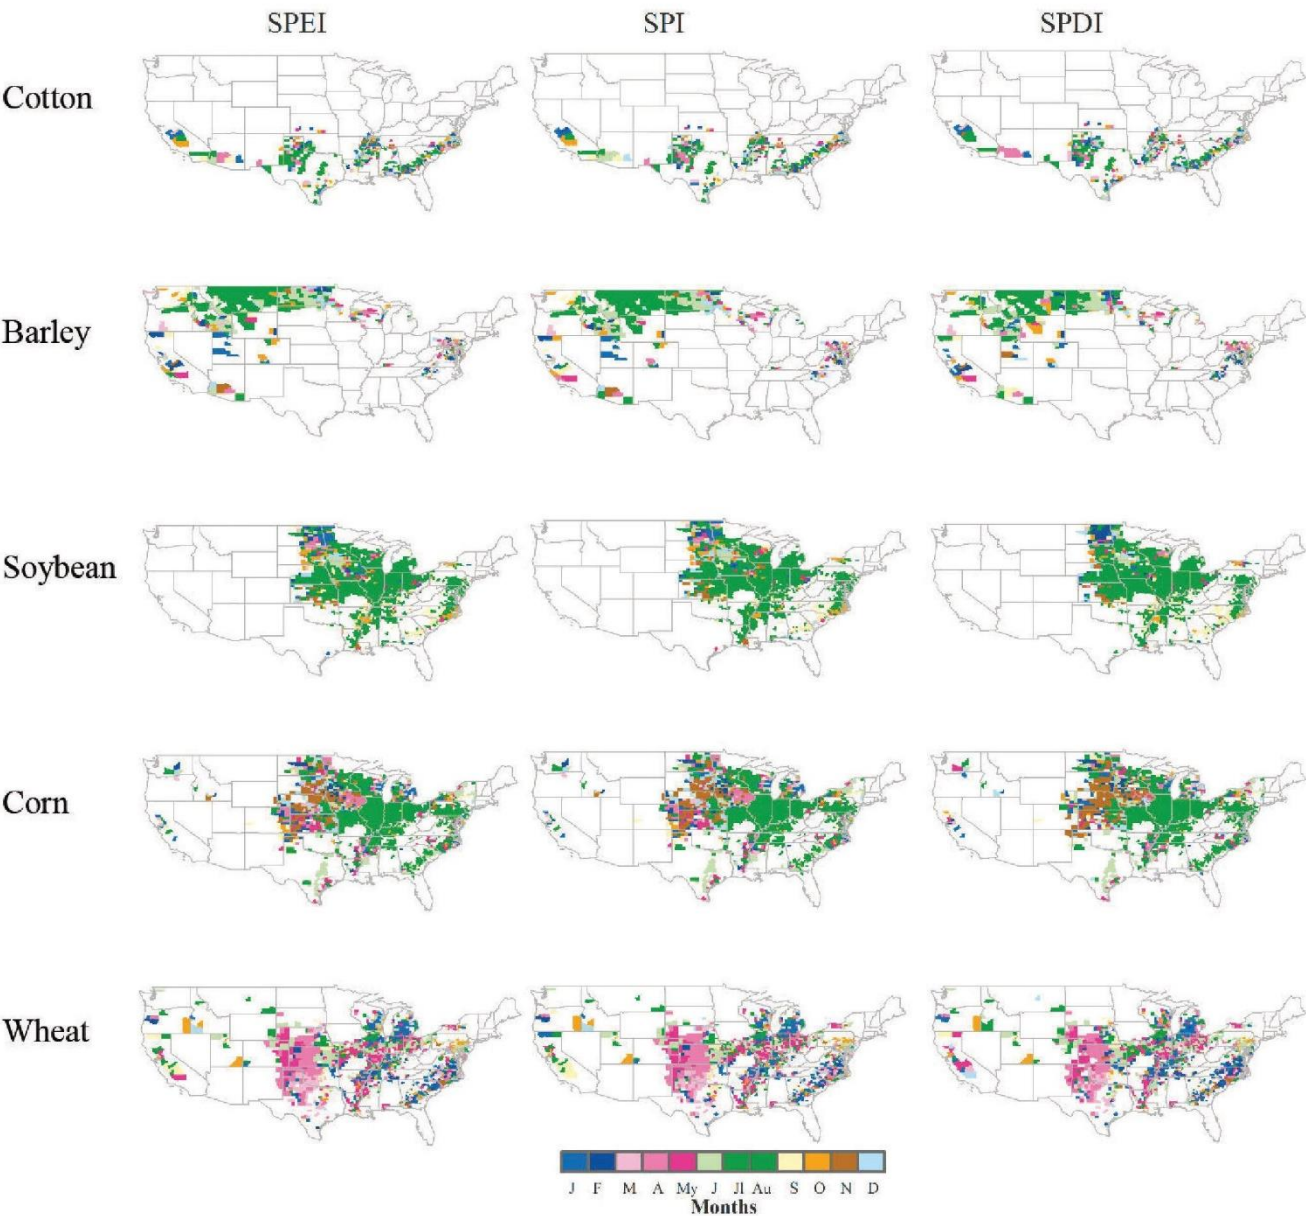 SPEI SPI SPDI
Cotton
Barley
Soybean
Corn
Wheat
J F M A My J Jl Au S O N D
Months